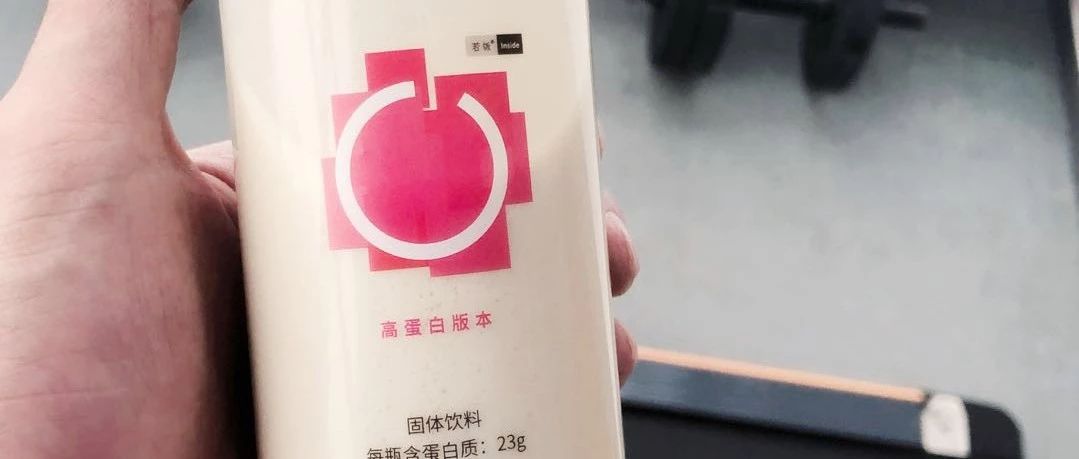 若饭® Inside
高蛋白版本
固体饮料
每瓶含蛋白质：23g